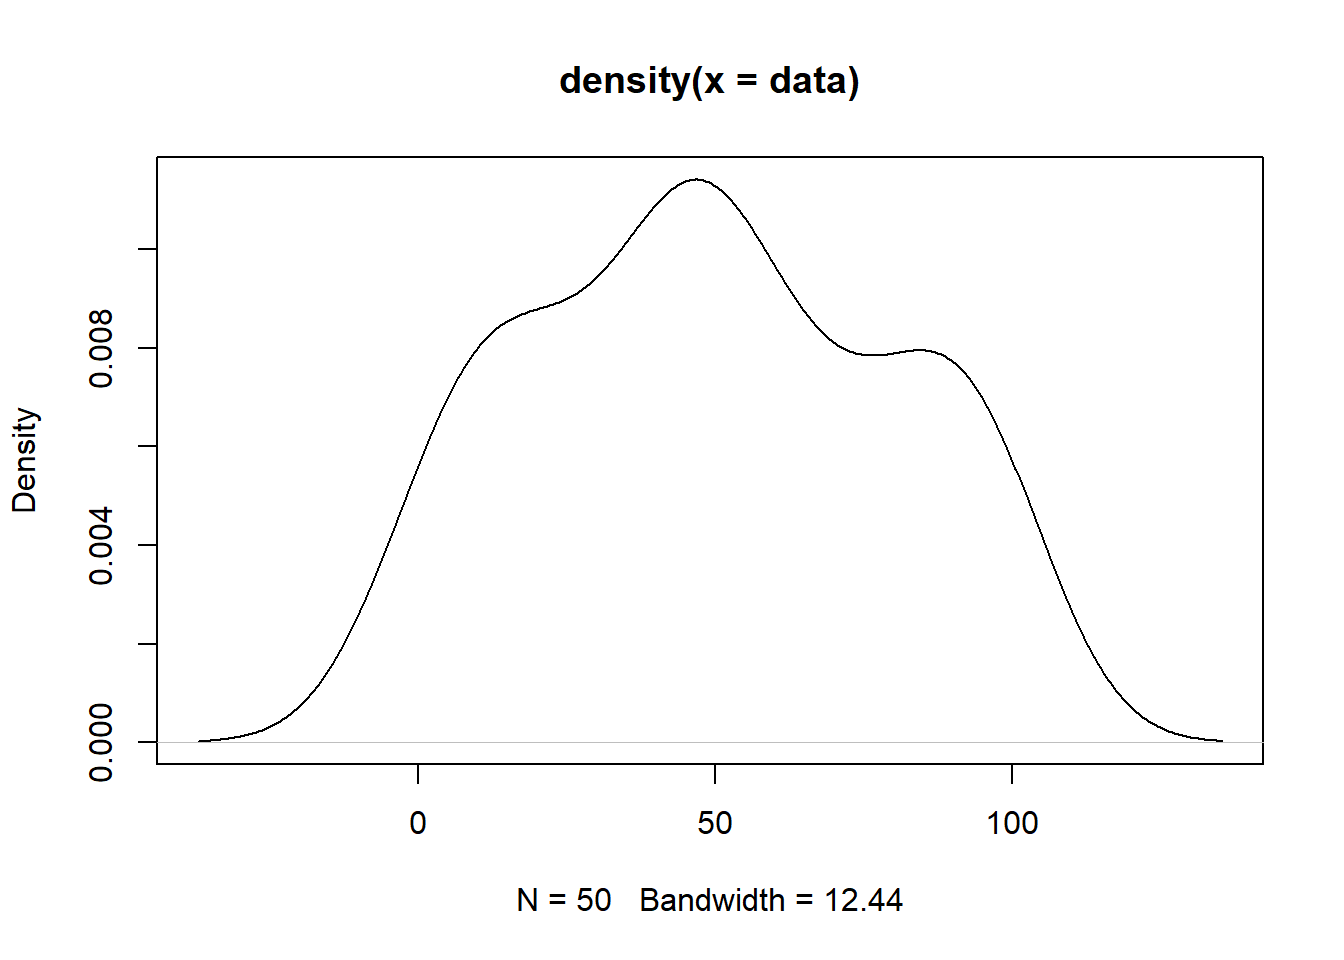 density(x = data)
Density
0.008
0.004
0.000
0 50 100
N = 50 Bandwidth = 12.44